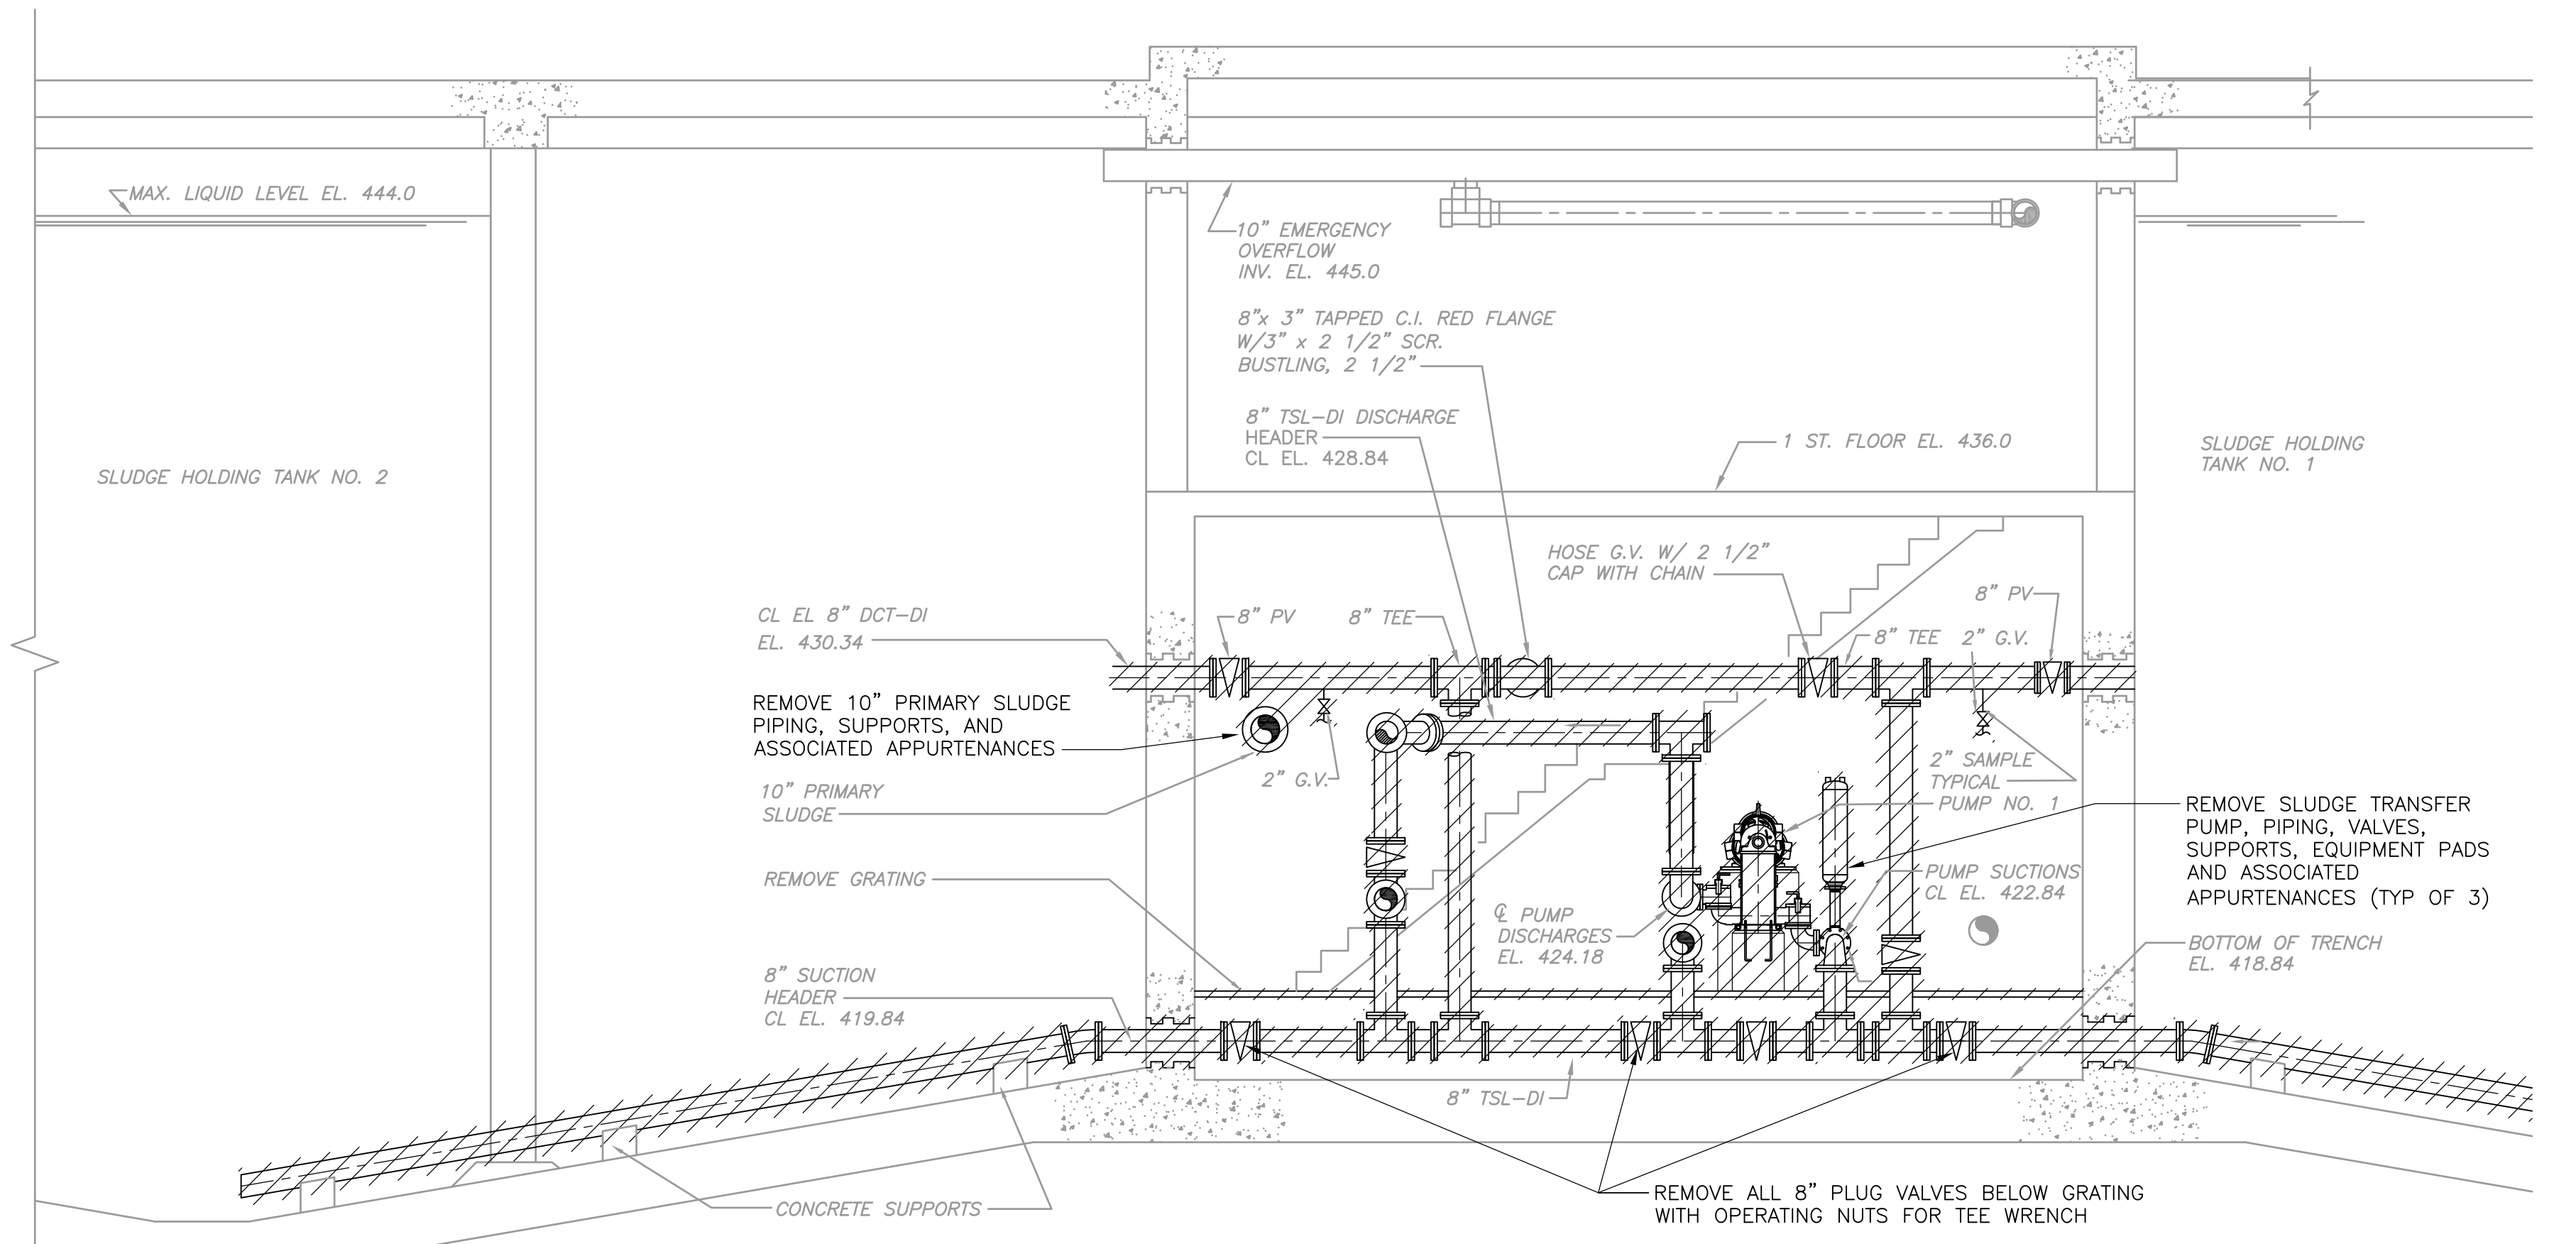 MAX. LIQUID LEVEL EL. 444.0
10” EMERGENCY
OVERFLOW
INV. EL. 445.0
8”x 3” TAPPED C.I. RED FLANGE
W/3” x 2 1/2” SCR.
BUSTLING, 2 1/2”
8” TSL-DI DISCHARGE
HEADER
CL EL. 428.84
1 ST. FLOOR EL. 436.0
SLUDGE HOLDING
TANK NO. 1
SLUDGE HOLDING TANK NO. 2
HOSE G.V. W/ 2 1/2”
CAP WITH CHAIN
8” PV
CL EL 8” DCT-DI
EL. 430.34
8” PV
8” TEE
8” TEE
2” G.V.
REMOVE 10” PRIMARY SLUDGE
PIPING, SUPPORTS, AND
ASSOCIATED APPURTENANCES
2” G.V.
10” PRIMARY
SLUDGE
2” SAMPLE
TYPICAL
PUMP NO. 1
REMOVE SLUDGE TRANSFER
PUMP, PIPING, VALVES,
SUPPORTS, EQUIPMENT PADS
AND ASSOCIATED
APPURTENANCES (TYP OF 3)
REMOVE GRATING
PUMP SUCTIONS
CL EL. 422.84
℄ PUMP
DISCHARGES
EL. 424.18
BOTTOM OF TRENCH
EL. 418.84
8” SUCTION
HEADER
CL EL. 419.84
8” TSL-DI
CONCRETE SUPPORTS
REMOVE ALL 8” PLUG VALVES BELOW GRATING
WITH OPERATING NUTS FOR TEE WRENCH